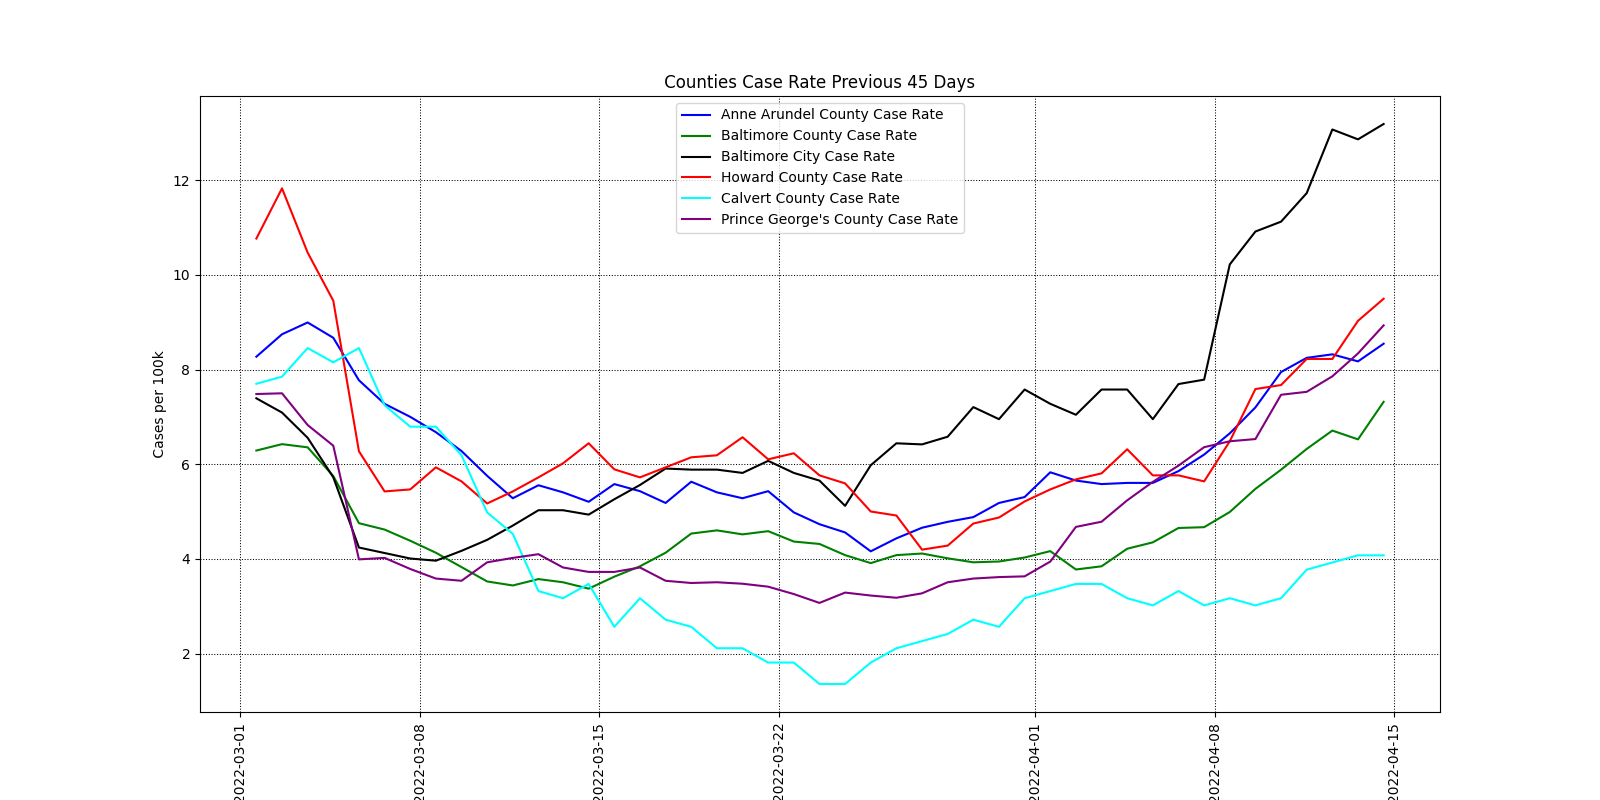 Counties Case Rate Previous 45 Days
Anne Arundel County Case Rate
Baltimore County Case Rate
Baltimore City Case Rate
Howard County Case Rate
Calvert County Case Rate
Prince George's County Case Rate
Cases per 100k
12
10
8
6
4
2
2022-03-01
2022-03-08
2022-03-15
2022-03-22
2022-04-01
2022-04-08
2022-04-15